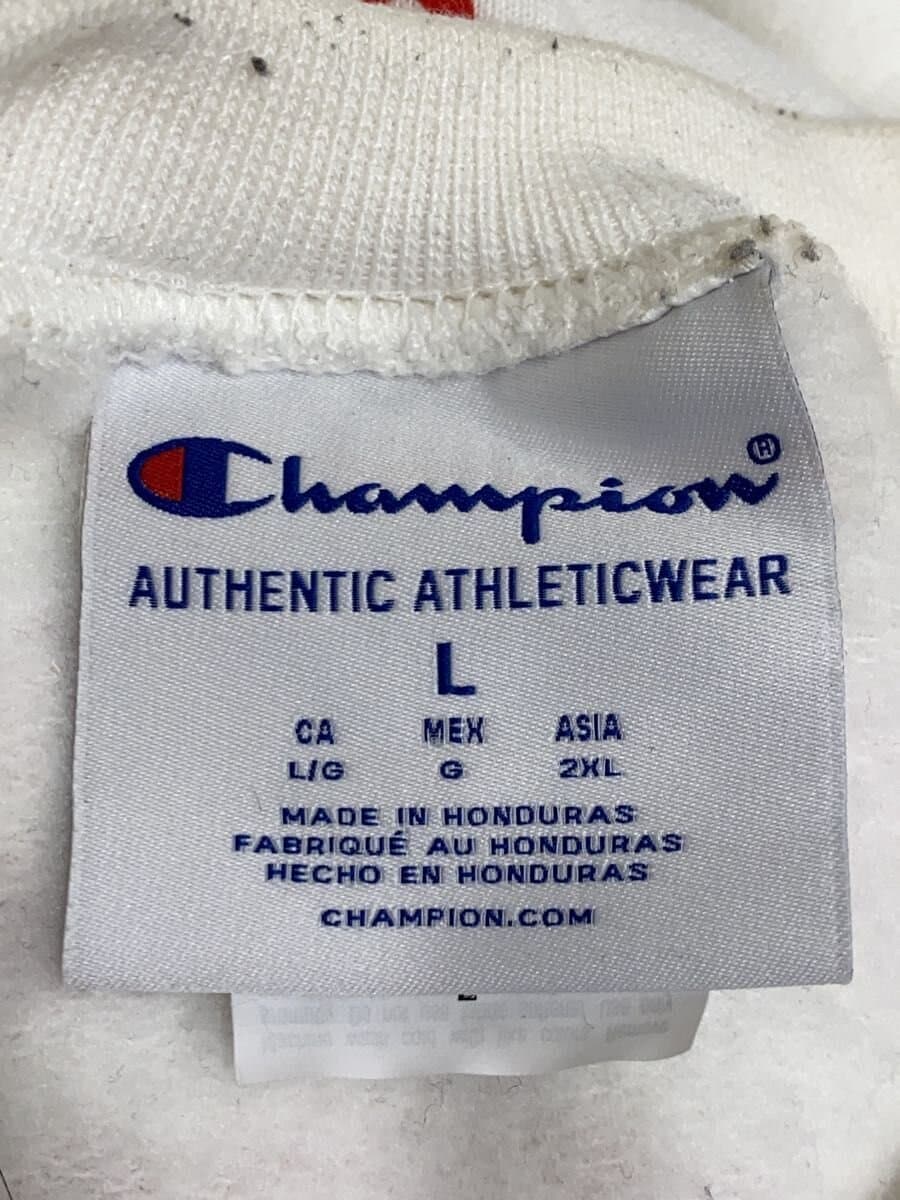 Champion®
AUTHENTIC ATHLETICWEAR
L
CA MEX ASIA
L/G G 2XL
MADE IN HONDURAS
FABRIQUÉ AU HONDURAS
HECHO EN HONDURAS
CHAMPION.COM